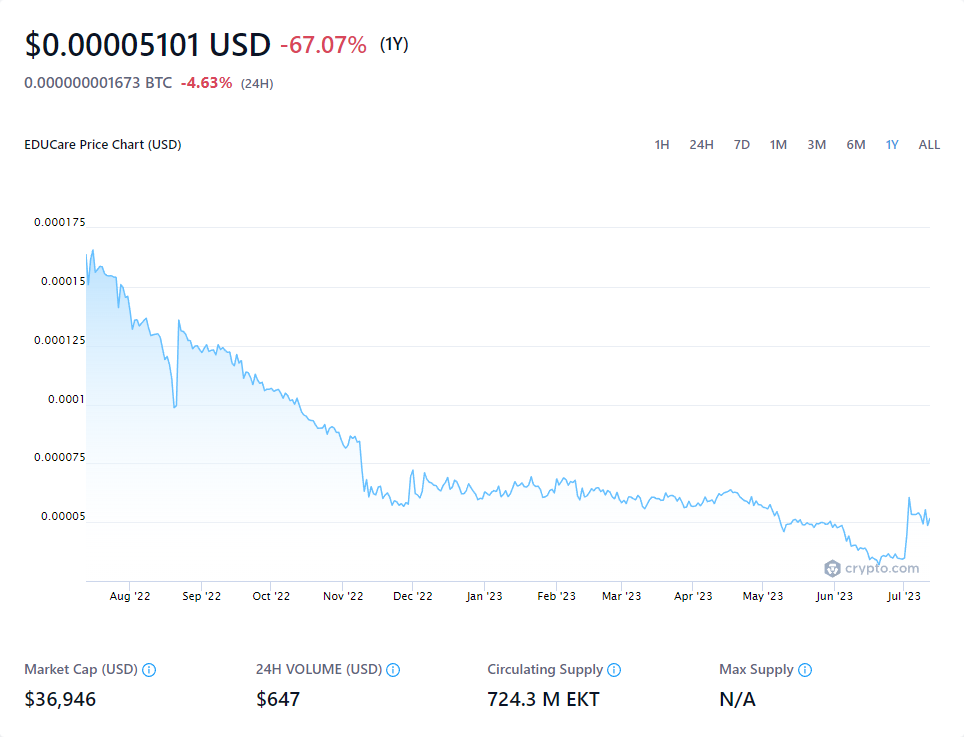 $0.00005101 USD -67.07% (1Y)
0.000000001673 BTC -4.63% (24H)
EDUCare Price Chart (USD) 1H 24H 7D 1M 3M 6M 1Y ALL
0.000175
0.00015
0.000125
0.0001
0.000075
0.00005
crypto.com
Aug '22 Sep '22 Oct '22 Nov '22 Dec '22 Jan '23 Feb '23 Mar '23 Apr '23 May '23 Jun '23 Jul '23
Market Cap (USD) 24H VOLUME (USD) Circulating Supply Max Supply
$36,946 $647 724.3 M EKT N/A